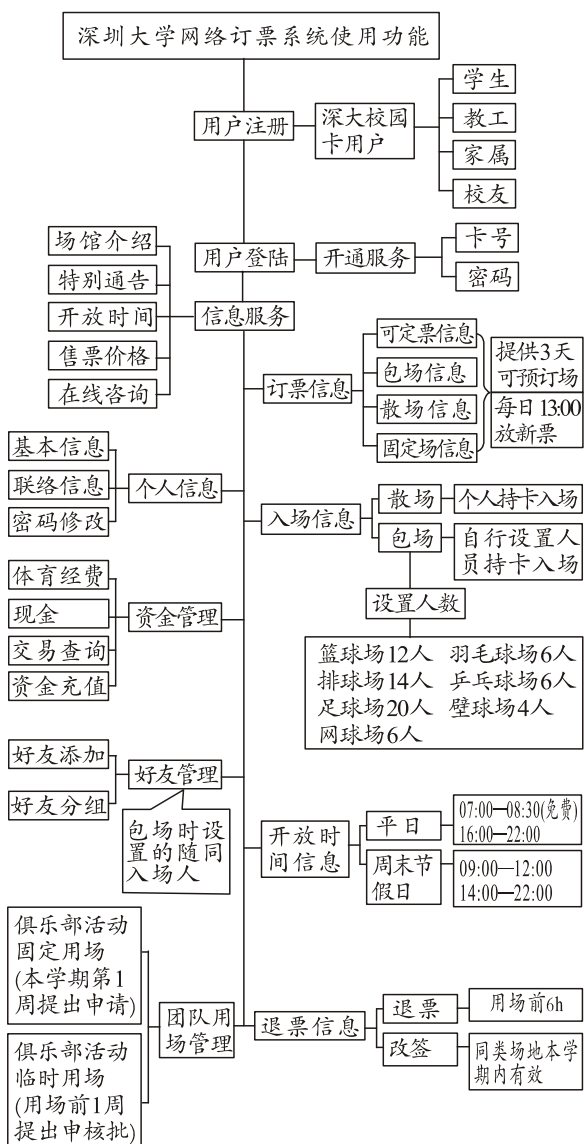 深圳大学网络订票系统使用功能
用户注册
深大校园
卡用户
学生
教工
家属
校友
用户登陆
开通服务
卡号
密码
信息服务
场馆介绍
特别通告
开放时间
售票价格
在线咨询
订票信息
可定票信息
包场信息
散场信息
固定场信息
提供3天
可预订场
每日13:00
放新票
个人信息
基本信息
联络信息
密码修改
入场信息
散场
个人持卡入场
包场
自行设置人
员持卡入场
设置人数
篮球场12人 羽毛球场6人
排球场14人 乒乓球场6人
足球场20人 壁球场4人
网球场6人
资金管理
体育经费
现金
交易查询
资金充值
好友管理
好友添加
好友分组
包场时设
置的随同
入场人
开放时
间信息
平日
07:00—08:30(免费)
16:00—22:00
周末节
假日
09:00—12:00
14:00—22:00
团队用
场管理
俱乐部活动
固定用场
(本学期第1
周提出申请)
俱乐部活动
临时用场
(用场前1周
提出申核批)
退票信息
退票
用场前6h
改签
同类场地本学
期内有效